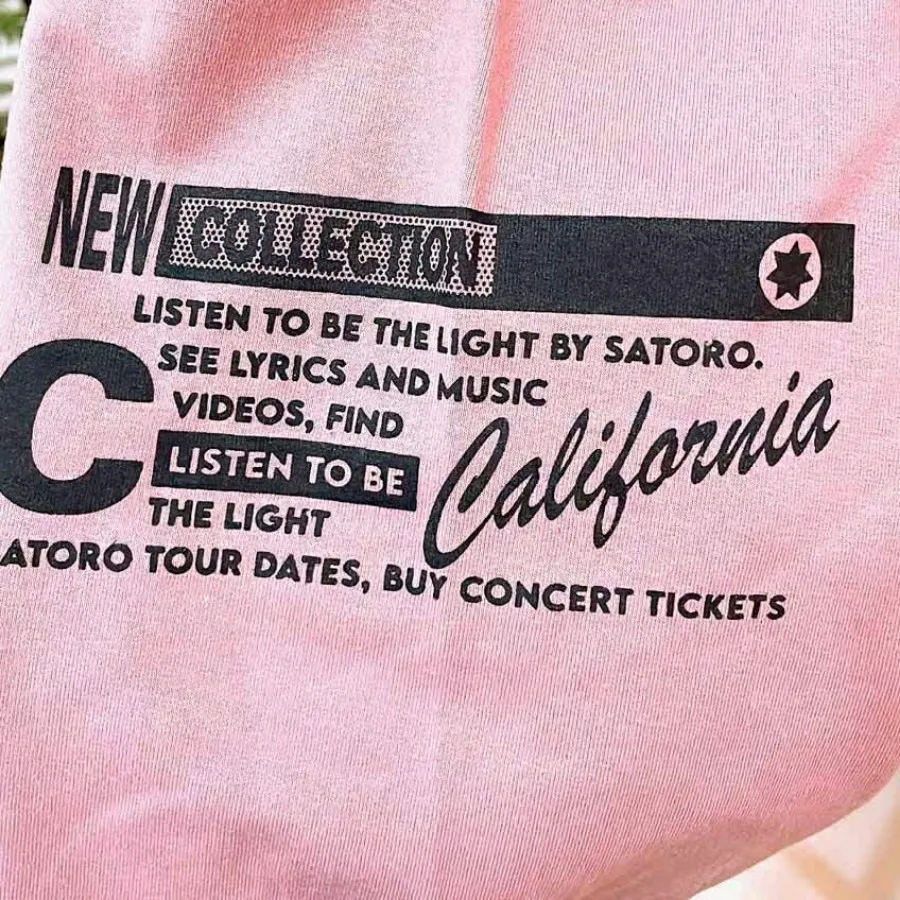 NEW COLLECTION
LISTEN TO BE THE LIGHT BY SATORO.
SEE LYRICS AND MUSIC
VIDEOS, FIND
C
LISTEN TO BE
California
THE LIGHT
ATORO TOUR DATES, BUY CONCERT TICKETS